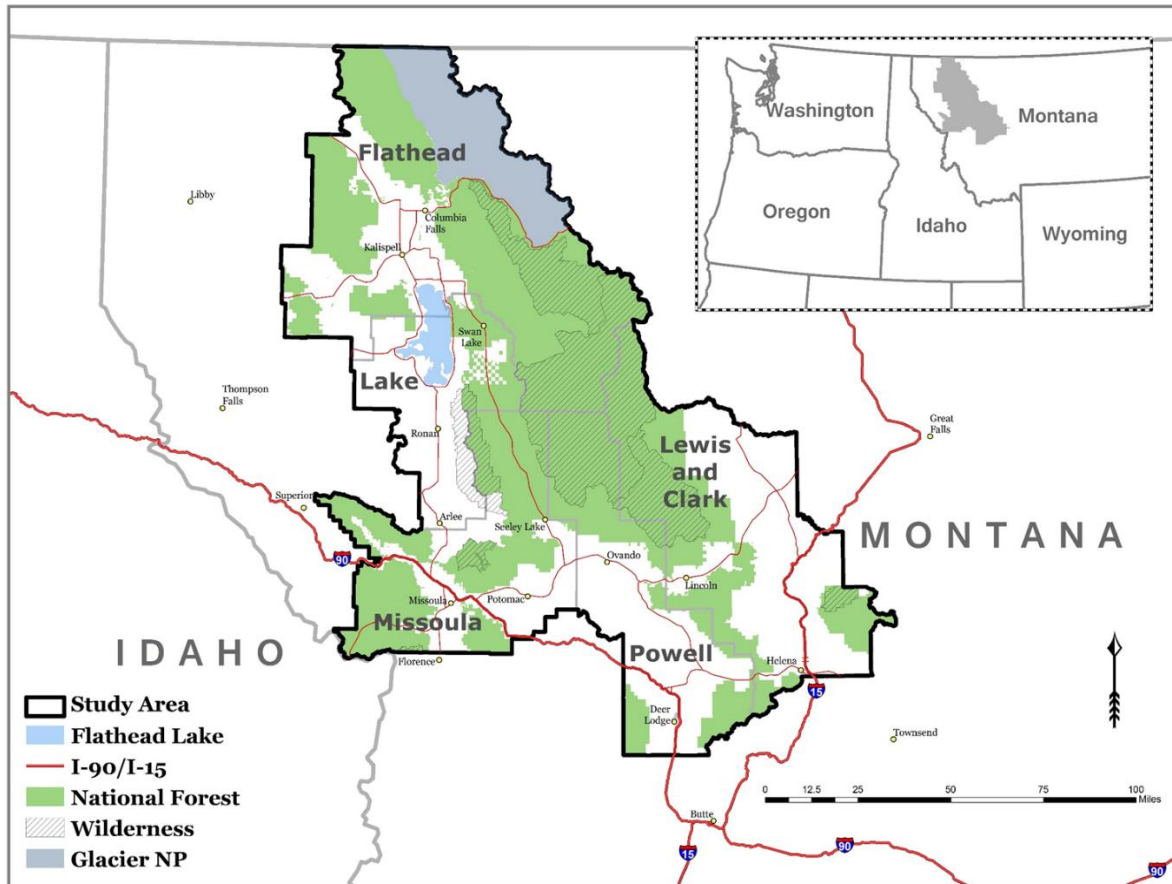 Flathead
Libby
Columbia
Falls
Kalispell
Swan
Lake
Lake
Thompson
Falls
Ronan
Lewis
and
Clark
Great
Falls
Superior
Arlee
Seeley Lake
MONTANA
90
Ovando
Lincoln
Missoula
Potomac
Missoula
IDAHO
Florence
Powell
Helena
15
Deer
Lodge
Townsend
Butte
15
90
90
Washington
Montana
Oregon
Idaho
Wyoming
Study Area
Flathead Lake
I-90/I-15
National Forest
Wilderness
Glacier NP
0 12.5 25 50 75 100
Miles